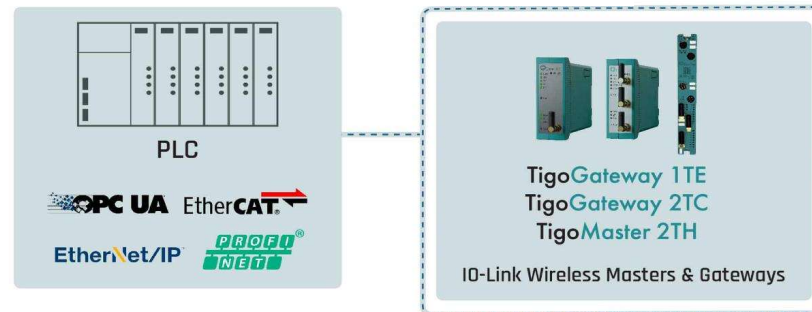 PLC
OPC UA
EtherCAT®
EtherNet/IP
PROFI®
NET
TigoGateway 1TE
TigoGateway 2TC
TigoMaster 2TH
IO-Link Wireless Masters & Gateways